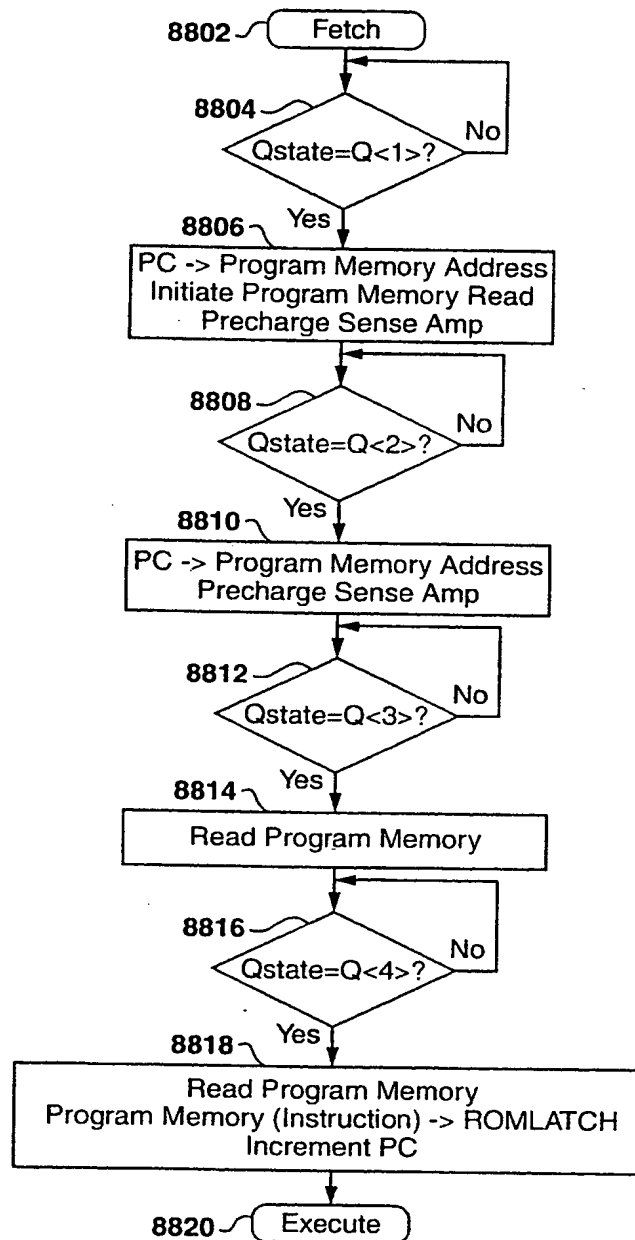 8802 Fetch
8804
Qstate=Q<1>?
No
Yes
8806
PC -> Program Memory Address
Initiate Program Memory Read
Precharge Sense Amp
8808
Qstate=Q<2>?
No
Yes
8810
PC -> Program Memory Address
Precharge Sense Amp
8812
Qstate=Q<3>?
No
Yes
8814
Read Program Memory
8816
Qstate=Q<4>?
No
Yes
8818
Read Program Memory
Program Memory (Instruction) -> ROMLATCH
Increment PC
8820 Execute